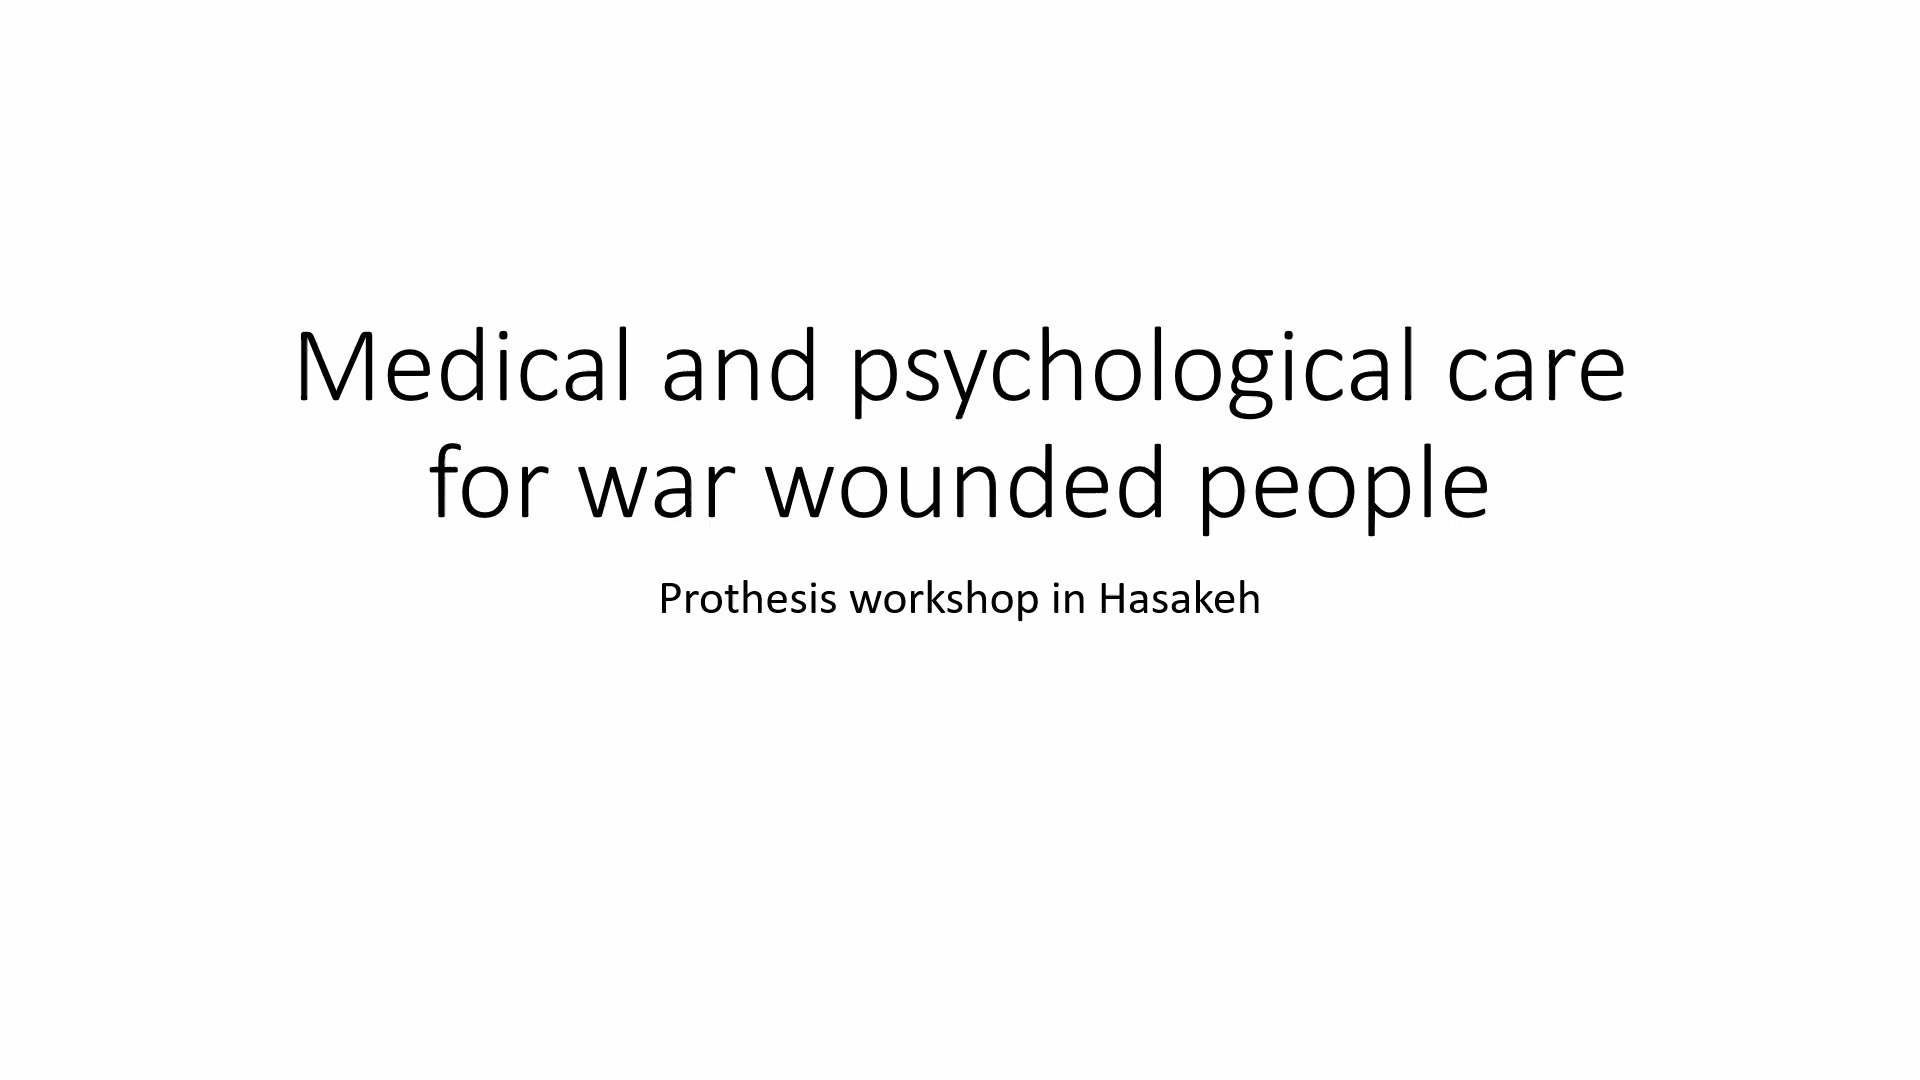 Medical and psychological care
for war wounded people
Prothesis workshop in Hasakeh